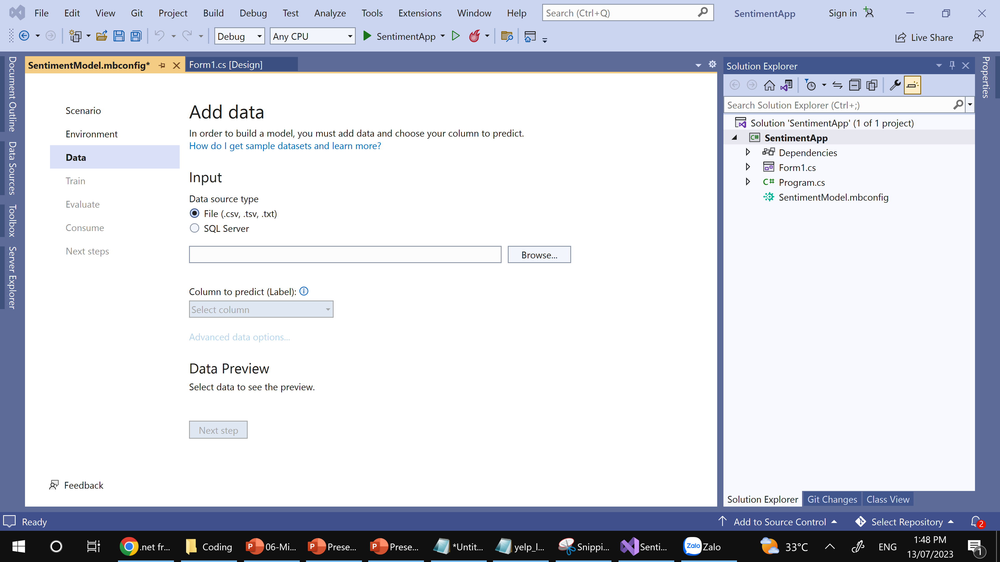 File Edit View Git Project Build Debug Test Analyze Tools Extensions Window Help Search (Ctrl+Q) SentimentApp Sign in
Debug Any CPU SentimentApp Live Share
Document Outline
Data Sources
Toolbox
Server Explorer
SentimentModel.mbconfig* Form1.cs [Design]
Scenario
Environment
Data
Train
Evaluate
Consume
Next steps
Feedback
Add data
In order to build a model, you must add data and choose your column to predict.
How do I get sample datasets and learn more?
Input
Data source type
File (.csv, .tsv, .txt)
SQL Server
Browse...
Column to predict (Label):
Select column
Advanced data options...
Data Preview
Select data to see the preview.
Next step
Solution Explorer
Search Solution Explorer (Ctrl+;)
Solution 'SentimentApp' (1 of 1 project)
C# SentimentApp
Dependencies
Form1.cs
C# Program.cs
SentimentModel.mbconfig
Solution Explorer Git Changes Class View
Properties
Ready Add to Source Control Select Repository 2
.net fr... Coding P 06-Mi... P Prese... P Prese... *Untit... yelp_l... Snippi... Senti... Zalo Zalo 33°C ENG 1:48 PM
13/07/2023 1